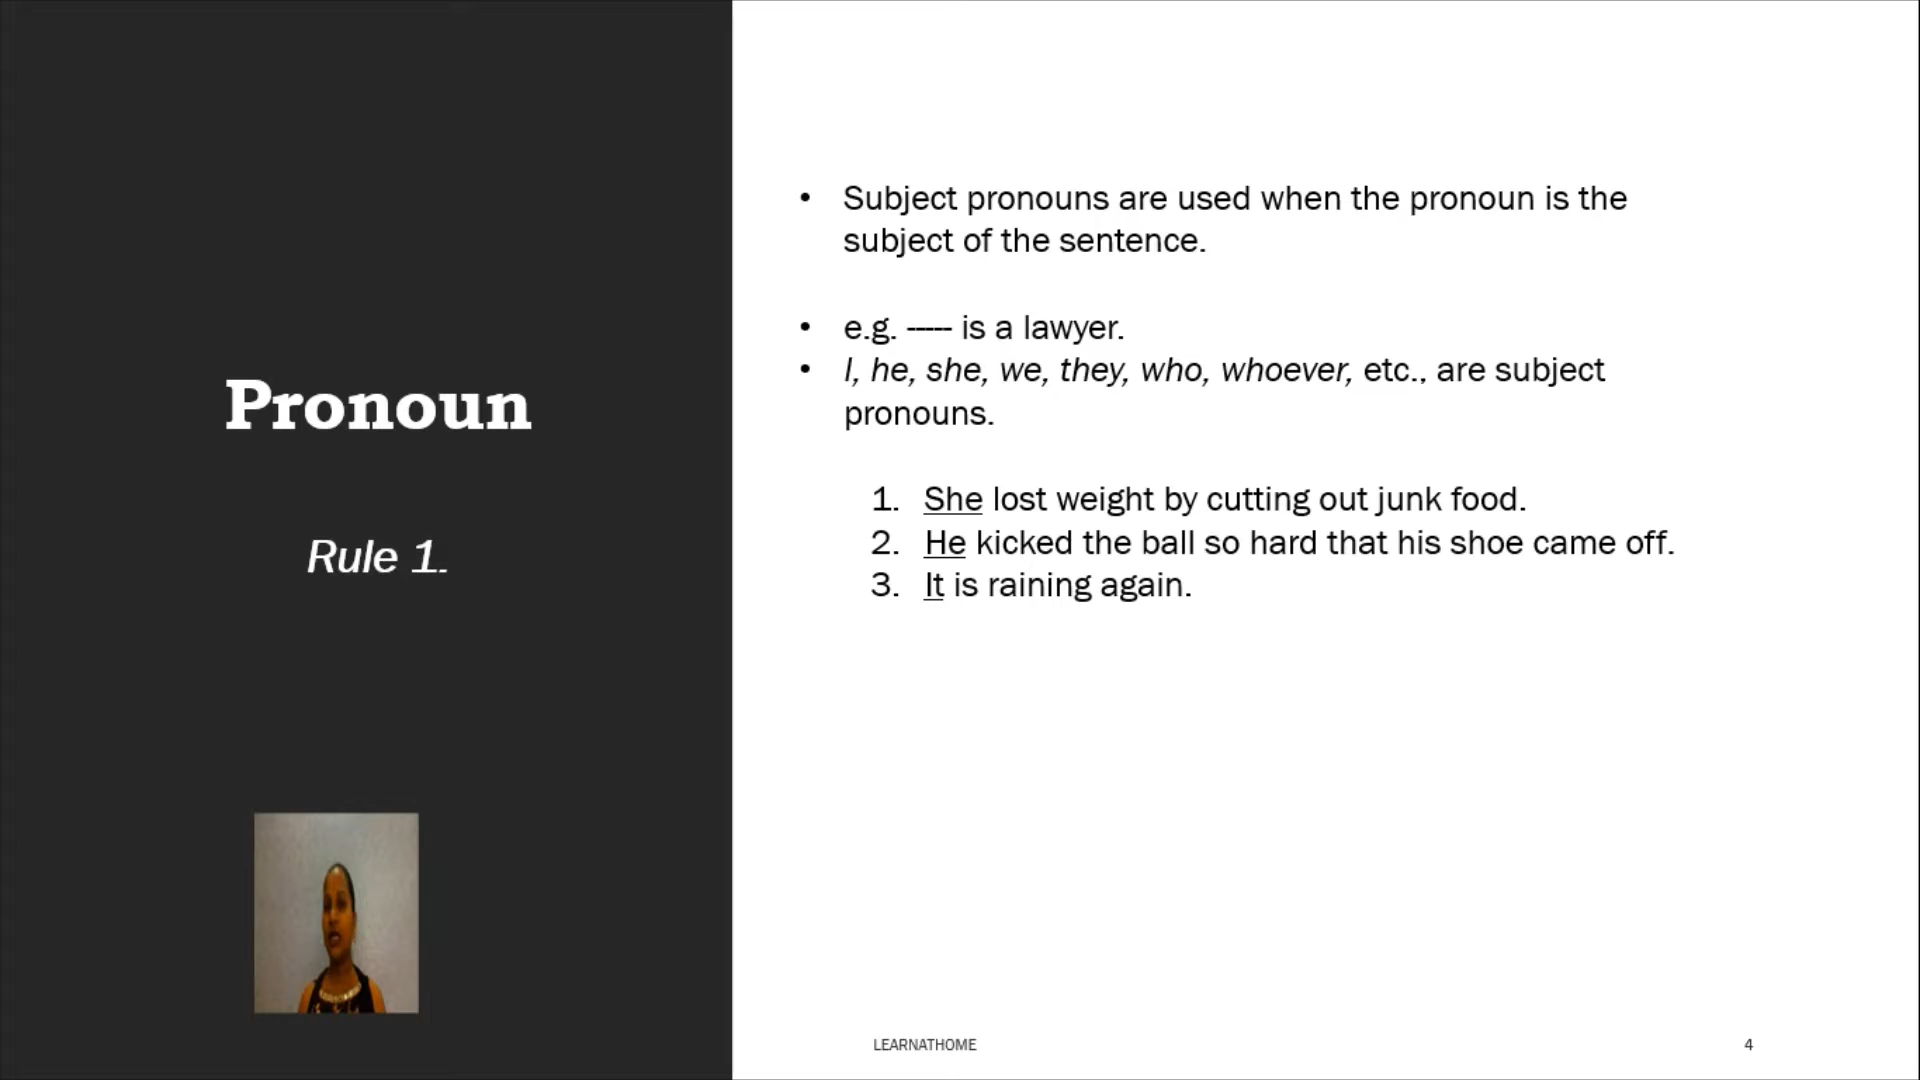 Pronoun
Rule 1.
• Subject pronouns are used when the pronoun is the
subject of the sentence.
• e.g. ----- is a lawyer.
• I, he, she, we, they, who, whoever, etc., are subject
pronouns.
1. She lost weight by cutting out junk food.
2. He kicked the ball so hard that his shoe came off.
3. It is raining again.
LEARNATHOME
4